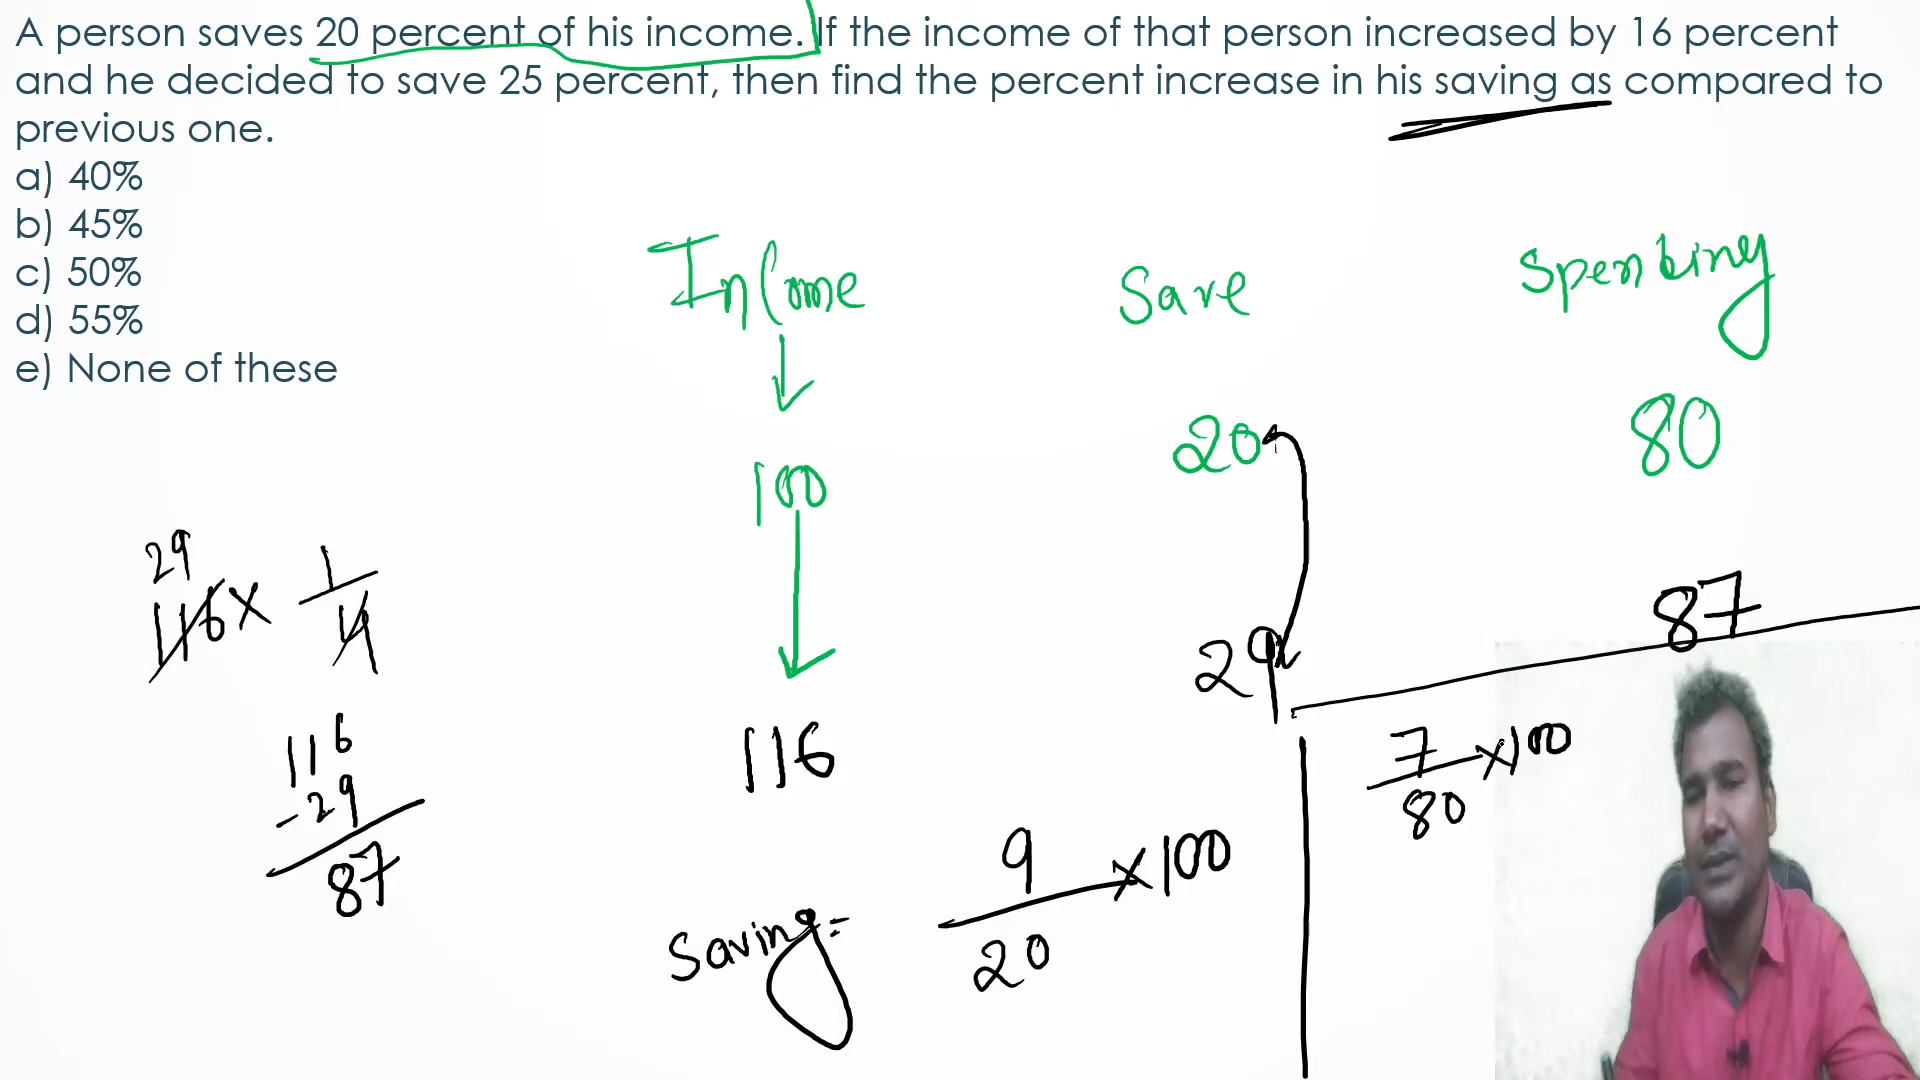 A person saves 20 percent of his income. If the income of that person increased by 16 percent
and he decided to save 25 percent, then find the percent increase in his saving as compared to
previous one.
a) 40%
b) 45%
c) 50%
d) 55%
e) None of these
Income Save Spending
100 20 80
29
116 x 1/4
116
-29
87
116 29 87
7/80 x 100
Saving = 9/20 x 100